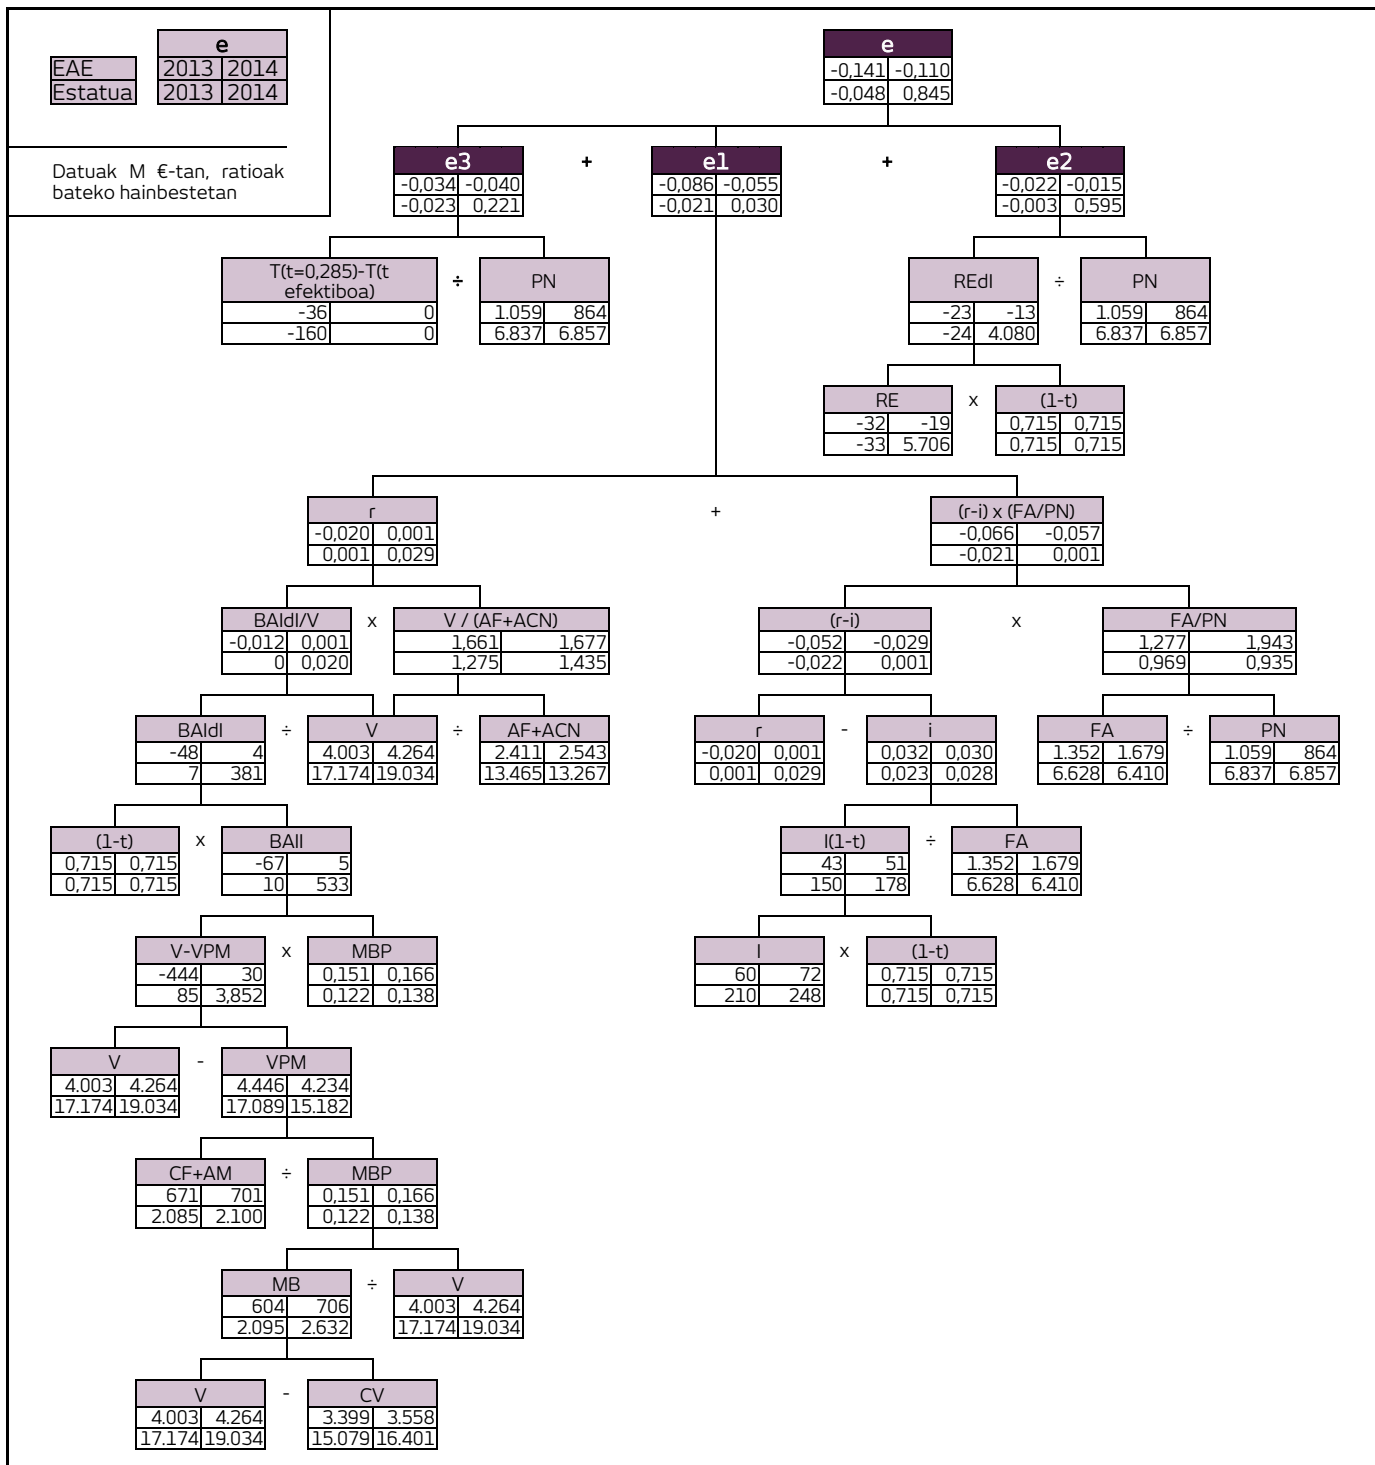 e
EAE 2013 2014
Estatua 2013 2014
Datuak M €-tan, ratioak
bateko hainbestetan
e
-0,141 -0,110
-0,048 0,845
e3 + e1 + e2
-0,034 -0,040 -0,086 -0,055 -0,022 -0,015
-0,023 0,221 -0,021 0,030 -0,003 0,595
T(t=0,285)-T(t
efektiboa) ÷ PN REdI ÷ PN
-36 0 1.059 864 -23 -13 1.059 864
-160 0 6.837 6.857 -24 4.080 6.837 6.857
RE x (1-t)
-32 -19 0,715 0,715
-33 5.706 0,715 0,715
r + (r-i) x (FA/PN)
-0,020 0,001 -0,066 -0,057
0,001 0,029 -0,021 0,001
BAIdI/V x V / (AF+ACN) (r-i) x FA/PN
-0,012 0,001 1,661 1,677 -0,052 -0,029 1,277 1,943
0 0,020 1,275 1,435 -0,022 0,001 0,969 0,935
BAIdI ÷ V ÷ AF+ACN r - i FA ÷ PN
-48 4 4.003 4.264 2.411 2.543 -0,020 0,001 0,032 0,030 1.352 1.679 1.059 864
7 381 17.174 19.034 13.465 13.267 0,001 0,029 0,023 0,028 6.628 6.410 6.837 6.857
(1-t) x BAII I(1-t) ÷ FA
0,715 0,715 -67 5 43 51 1.352 1.679
0,715 0,715 10 533 150 178 6.628 6.410
V-VPM x MBP I x (1-t)
-444 30 0,151 0,166 60 72 0,715 0,715
85 3,852 0,122 0,138 210 248 0,715 0,715
V - VPM
4.003 4.264 4.446 4.234
17.174 19.034 17.089 15.182
CF+AM ÷ MBP
671 701 0,151 0,166
2.085 2.100 0,122 0,138
MB ÷ V
604 706 4.003 4.264
2.095 2.632 17.174 19.034
V - CV
4.003 4.264 3.399 3.558
17.174 19.034 15.079 16.401